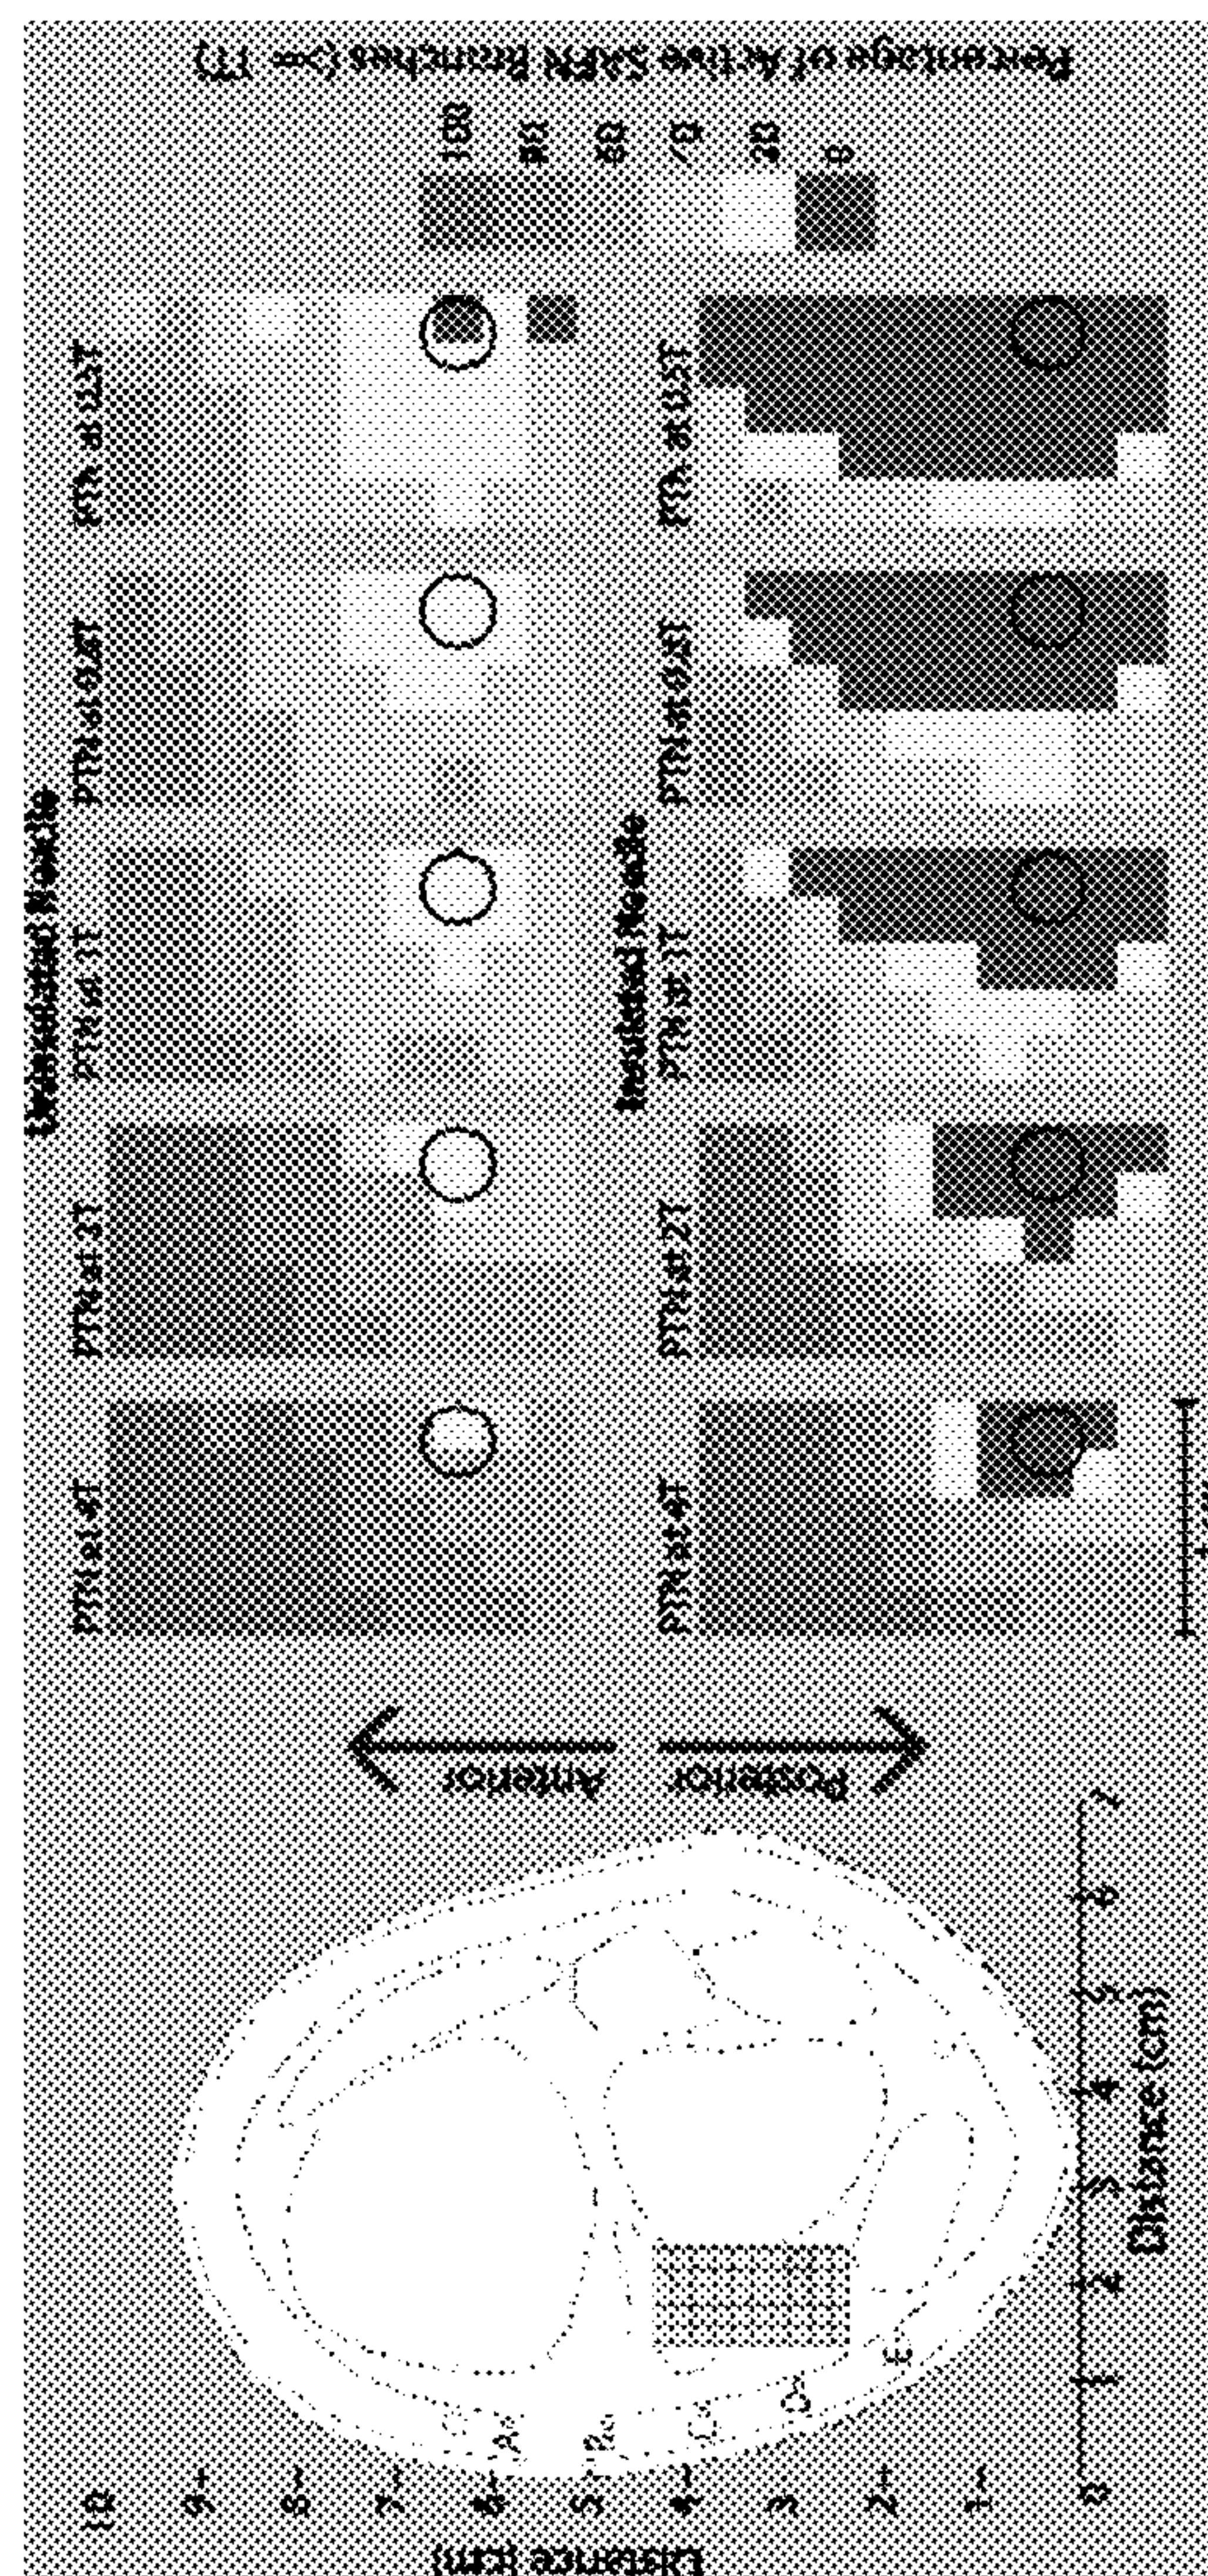 Percentage of Active SAFN Branches
100
80
60
40
20
0
Uninsulated Needle
PTN at 4T
PTN at 2T
PTN at 1T
PTN at 0.5T
PTN at 0.25T
Insulated Needle
PTN at 4T
PTN at 2T
PTN at 1T
PTN at 0.5T
PTN at 0.25T
Anterior
Posterior
Distance (cm)
10
9
8
7
6
5
4
3
2
1
0
A
B
C
D
E
1
2
3
4
5
6
7
Distance (cm)